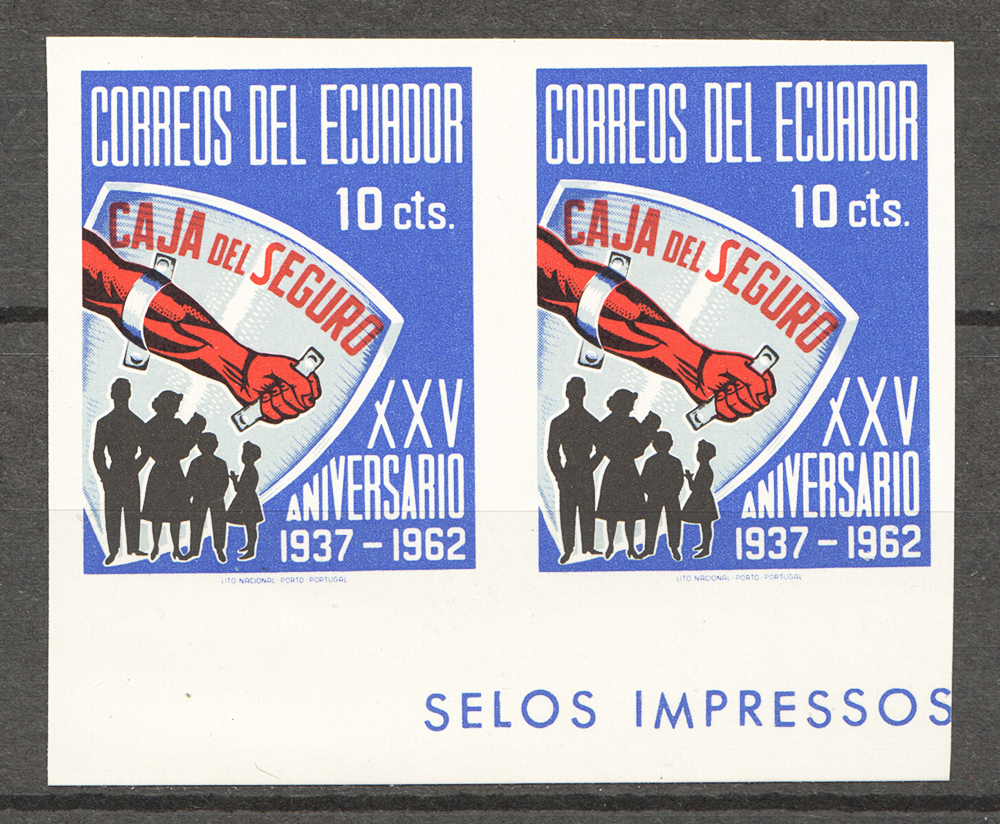 CORREOS DEL ECUADOR
10 cts.
CAJA DEL SEGURO
XXV
ANIVERSARIO
1937 - 1962
LITO NACIONAL · PORTO · PORTUGAL
CORREOS DEL ECUADOR
10 cts.
CAJA DEL SEGURO
XXV
ANIVERSARIO
1937 - 1962
LITO NACIONAL · PORTO · PORTUGAL
SELOS IMPRESSOS